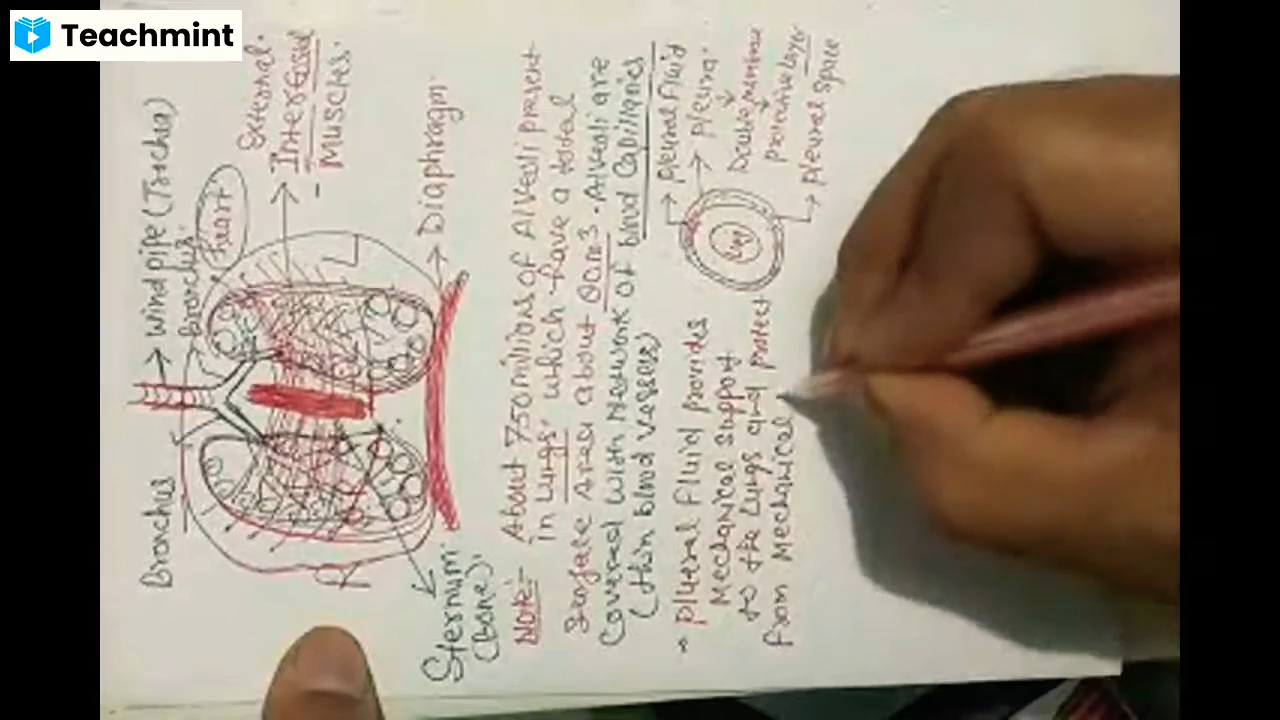 Teachmint
wind pipe (Trachea)
bronchus.
heart
External.
Intercostal
Muscles.
Bronchus
L
R
Diaphragm.
Sternum.
(Bone).
Note:- About 750 millions of Alveoli present
in Lungs. which have a total
Surface Area about
. Alveoli are
Covered with Network of blood Capillaries
(thin blood vessels)
Pleural Fluid
Pleura.
Double membrane
protective layer
pleural space
Lung
pleural Fluid provides
Mechanical Support
to the Lungs and protect
from Mechanical